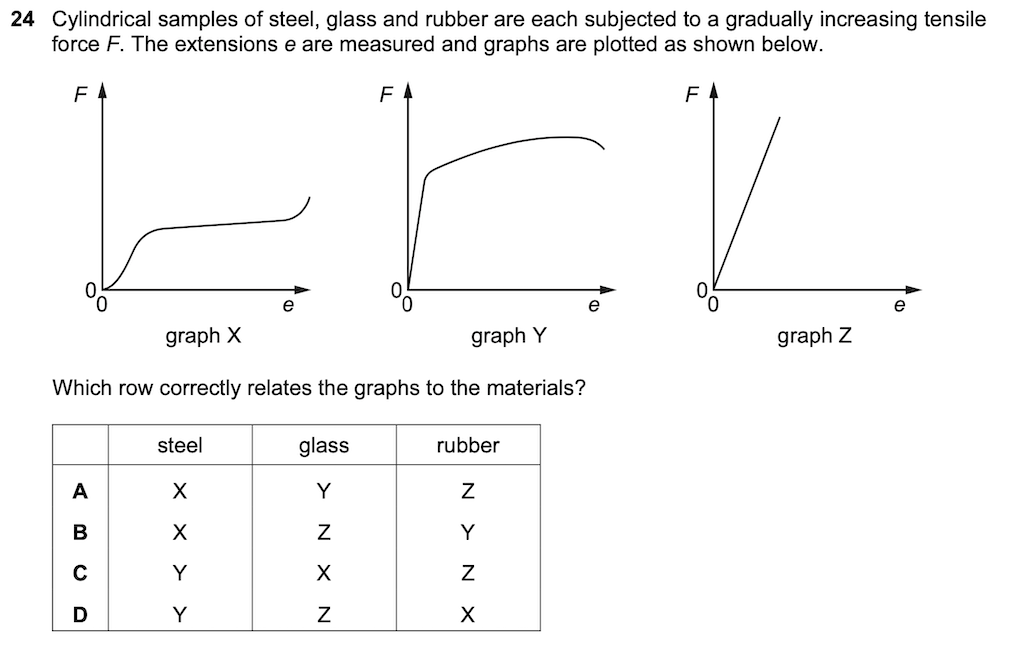 24 Cylindrical samples of steel, glass and rubber are each subjected to a gradually increasing tensile
force F. The extensions e are measured and graphs are plotted as shown below.
F F F
0 0 0
0 e 0 e 0 e
graph X graph Y graph Z
Which row correctly relates the graphs to the materials?
steel glass rubber
A X Y Z
B X Z Y
C Y X Z
D Y Z X